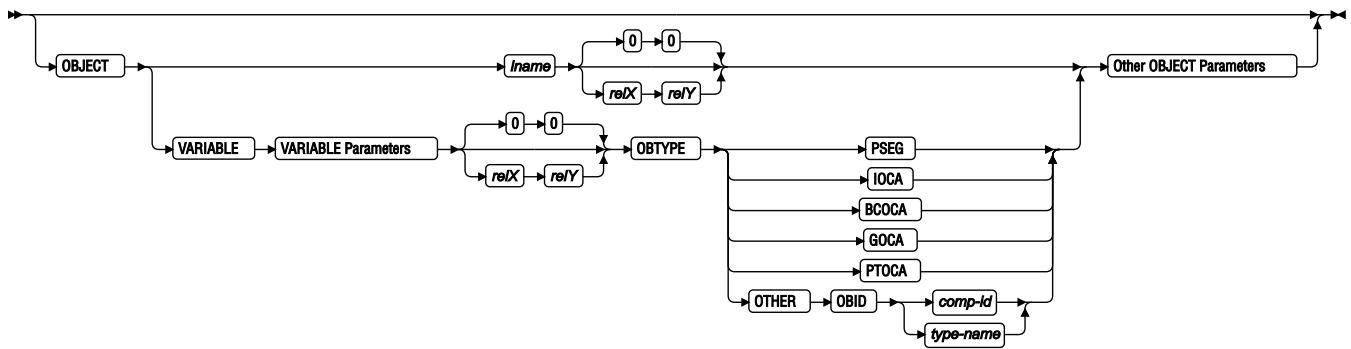 0 0
OBJECT lname Other OBJECT Parameters
relX relY
0 0
VARIABLE VARIABLE Parameters OBTYPE PSEG
relX relY IOCA
BCOCA
GOCA
PTOCA
OTHER OBID comp-id
type-name